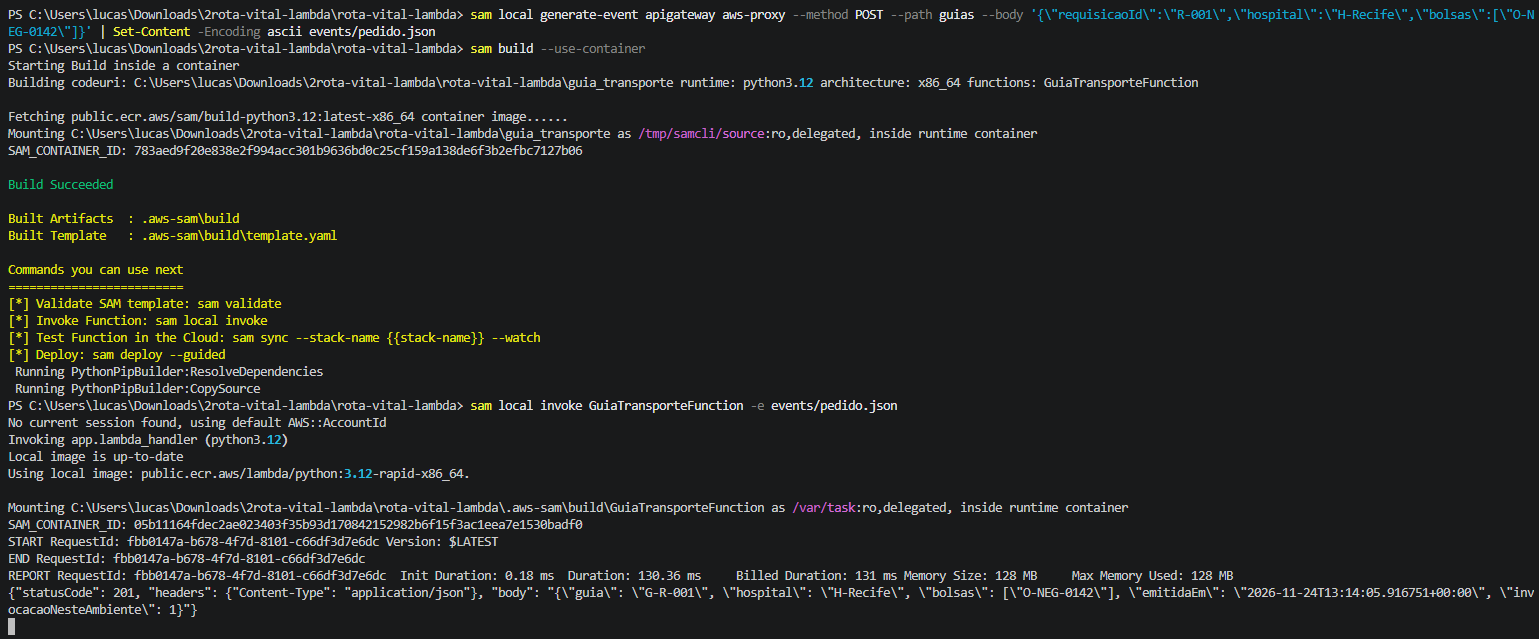 PS C:\Users\lucas\Downloads\2rota-vital-lambda\rota-vital-lambda> sam local generate-event apigateway aws-proxy --method POST --path guias --body '{\"requisicaoId\":\"R-001\",\"hospital\":\"H-Recife\",\"bolsas\":[\"O-N
EG-0142\"]}' | Set-Content -Encoding ascii events/pedido.json
PS C:\Users\lucas\Downloads\2rota-vital-lambda\rota-vital-lambda> sam build --use-container
Starting Build inside a container
Building codeuri: C:\Users\lucas\Downloads\2rota-vital-lambda\rota-vital-lambda\guia_transporte runtime: python3.12 architecture: x86_64 functions: GuiaTransporteFunction
Fetching public.ecr.aws/sam/build-python3.12:latest-x86_64 container image......
Mounting C:\Users\lucas\Downloads\2rota-vital-lambda\rota-vital-lambda\guia_transporte as /tmp/samcli/source:ro,delegated, inside runtime container
SAM_CONTAINER_ID: 783aed9f20e838e2f994acc301b9636bd0c25cf159a138de6f3b2efbc7127b06
Build Succeeded
Built Artifacts  : .aws-sam\build
Built Template   : .aws-sam\build\template.yaml
Commands you can use next
=========================
[*] Validate SAM template: sam validate
[*] Invoke Function: sam local invoke
[*] Test Function in the Cloud: sam sync --stack-name {{stack-name}} --watch
[*] Deploy: sam deploy --guided
 Running PythonPipBuilder:ResolveDependencies
 Running PythonPipBuilder:CopySource
PS C:\Users\lucas\Downloads\2rota-vital-lambda\rota-vital-lambda> sam local invoke GuiaTransporteFunction -e events/pedido.json
No current session found, using default AWS::AccountId
Invoking app.lambda_handler (python3.12)
Local image is up-to-date
Using local image: public.ecr.aws/lambda/python:3.12-rapid-x86_64.
Mounting C:\Users\lucas\Downloads\2rota-vital-lambda\rota-vital-lambda\.aws-sam\build\GuiaTransporteFunction as /var/task:ro,delegated, inside runtime container
SAM_CONTAINER_ID: 05b11164fdec2ae023403f35b93d170842152982b6f15f3ac1eea7e1530badf0
START RequestId: fbb0147a-b678-4f7d-8101-c66df3d7e6dc Version: $LATEST
END RequestId: fbb0147a-b678-4f7d-8101-c66df3d7e6dc
REPORT RequestId: fbb0147a-b678-4f7d-8101-c66df3d7e6dc  Init Duration: 0.18 ms  Duration: 130.36 ms     Billed Duration: 131 ms Memory Size: 128 MB     Max Memory Used: 128 MB
{"statusCode": 201, "headers": {"Content-Type": "application/json"}, "body": "{\"guia\": \"G-R-001\", \"hospital\": \"H-Recife\", \"bolsas\": [\"O-NEG-0142\"], \"emitidaEm\": \"2026-11-24T13:14:05.916751+00:00\", \"inv
ocacaoNesteAmbiente\": 1}"}